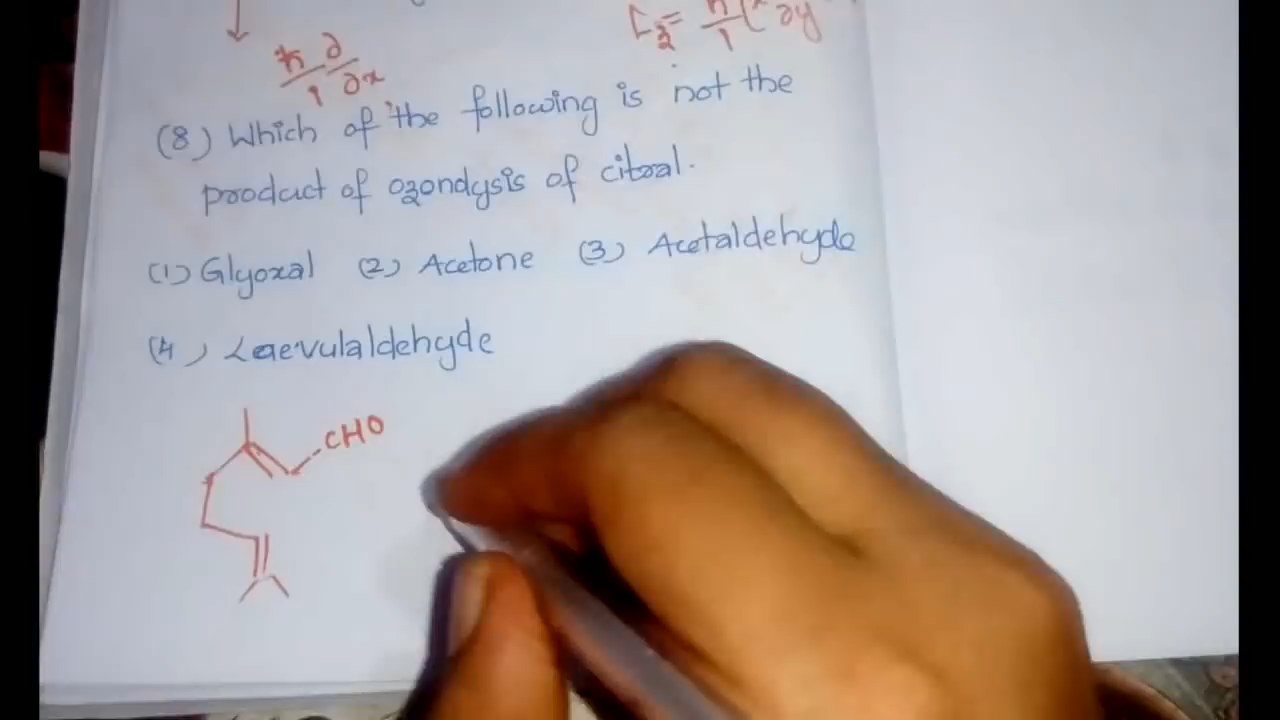 ħ/i ∂/∂x
(8) Which of the following is not the
product of ozonolysis of citral.
(1) Glyoxal (2) Acetone (3) Acetaldehyde
(4) Laevulaldehyde
CHO